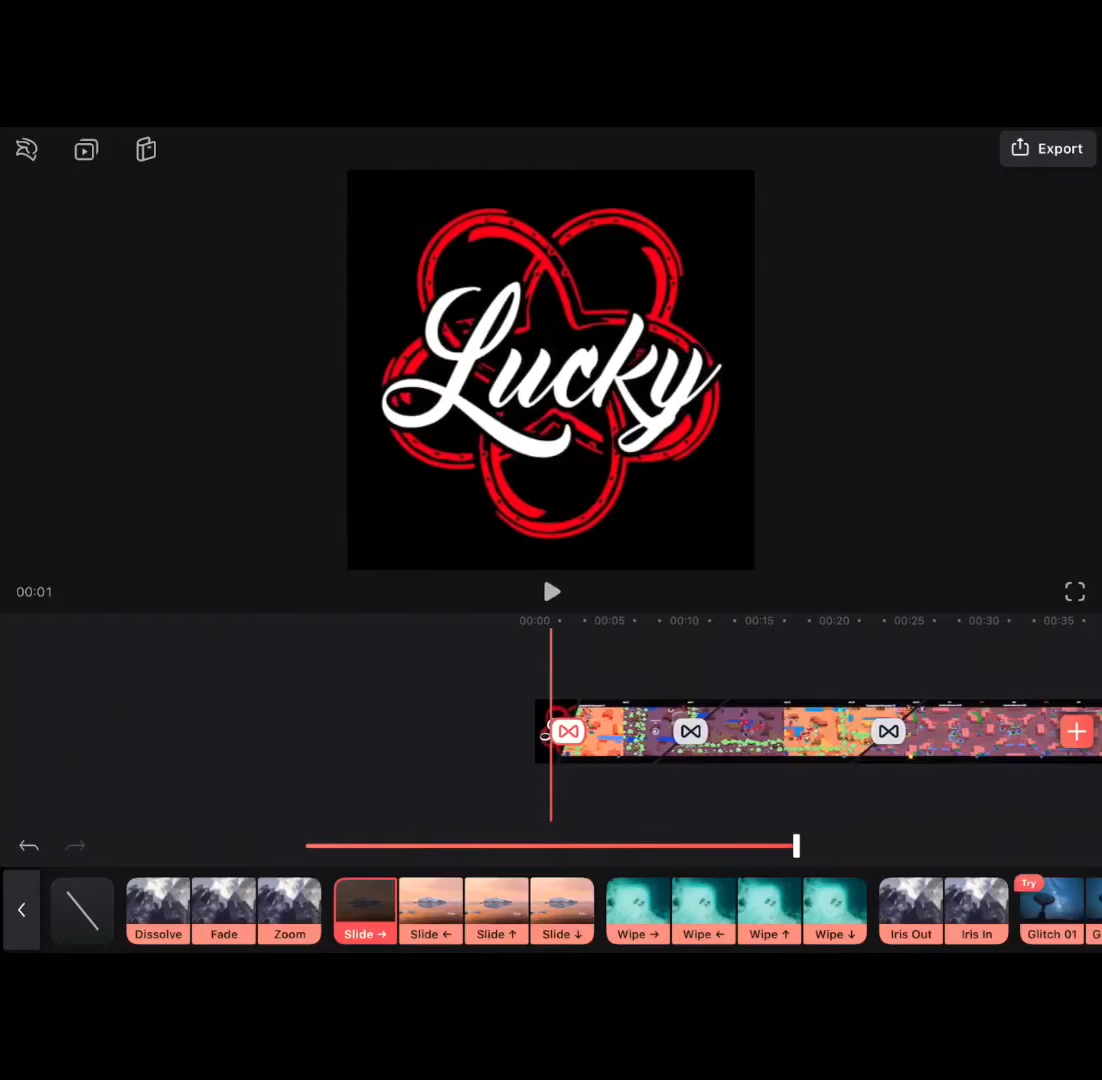 Export
Lucky
00:01
00:00 00:05 00:10 00:15 00:20 00:25 00:30 00:35
Try
Dissolve Fade Zoom Slide → Slide ← Slide ↑ Slide ↓ Wipe → Wipe ← Wipe ↑ Wipe ↓ Iris Out Iris In Glitch 01 G